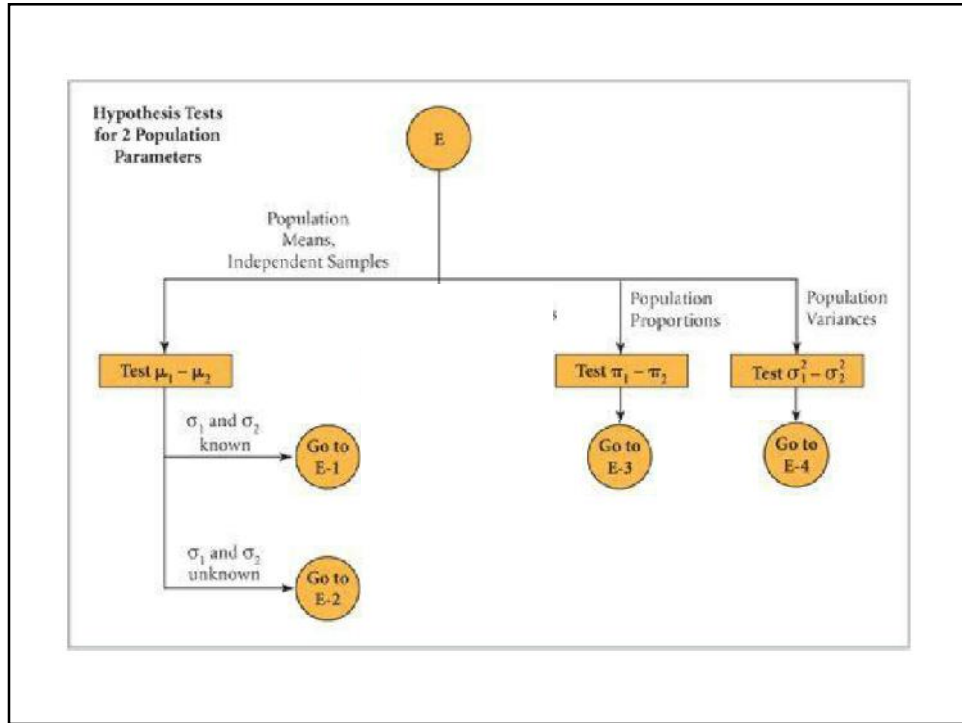 Hypothesis Tests
for 2 Population
Parameters
E
Population
Means,
Independent Samples
s
Population
Proportions
Population
Variances
Test μ₁ – μ₂
Test π₁ – π₂
Test σ₁² – σ₂²
σ₁ and σ₂
known
Go to
E-1
Go to
E-3
Go to
E-4
σ₁ and σ₂
unknown
Go to
E-2